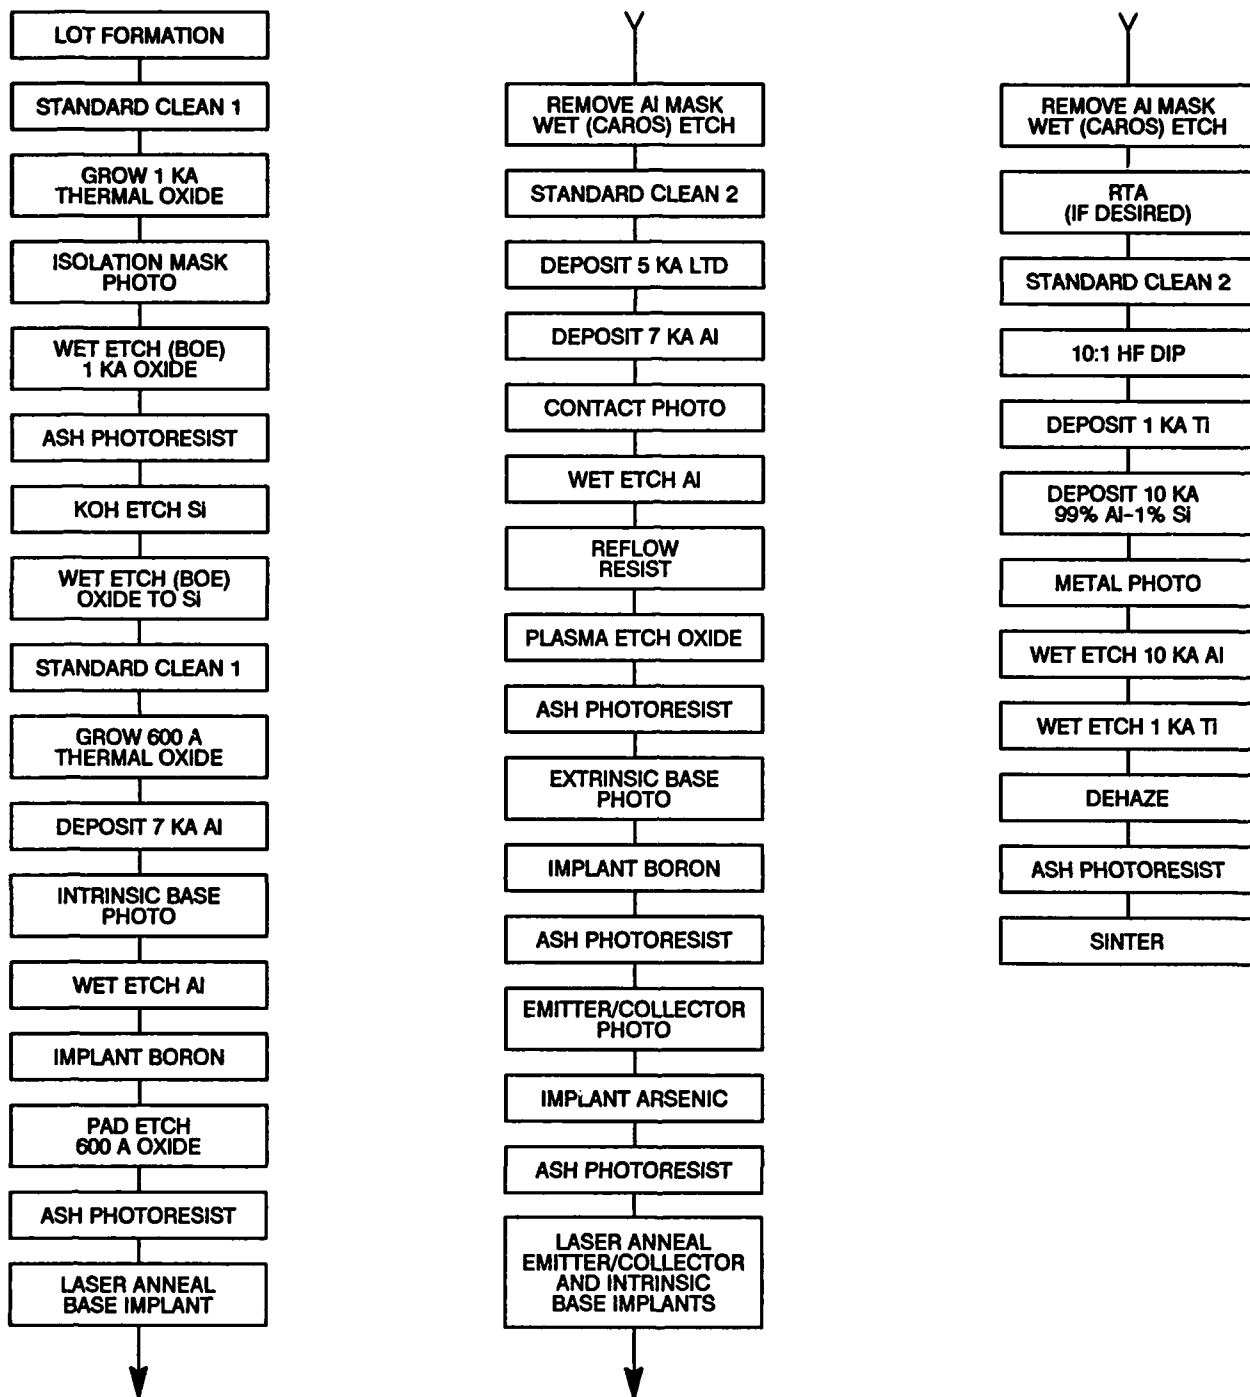 LOT FORMATION
STANDARD CLEAN 1
GROW 1 KA
THERMAL OXIDE
ISOLATION MASK
PHOTO
WET ETCH (BOE)
1 KA OXIDE
ASH PHOTORESIST
KOH ETCH Si
WET ETCH (BOE)
OXIDE TO Si
STANDARD CLEAN 1
GROW 600 A
THERMAL OXIDE
DEPOSIT 7 KA Al
INTRINSIC BASE
PHOTO
WET ETCH Al
IMPLANT BORON
PAD ETCH
600 A OXIDE
ASH PHOTORESIST
LASER ANNEAL
BASE IMPLANT
REMOVE Al MASK
WET (CAROS) ETCH
STANDARD CLEAN 2
DEPOSIT 5 KA LTD
DEPOSIT 7 KA Al
CONTACT PHOTO
WET ETCH Al
REFLOW
RESIST
PLASMA ETCH OXIDE
ASH PHOTORESIST
EXTRINSIC BASE
PHOTO
IMPLANT BORON
ASH PHOTORESIST
EMITTER/COLLECTOR
PHOTO
IMPLANT ARSENIC
ASH PHOTORESIST
LASER ANNEAL
EMITTER/COLLECTOR
AND INTRINSIC
BASE IMPLANTS
REMOVE Al MASK
WET (CAROS) ETCH
RTA
(IF DESIRED)
STANDARD CLEAN 2
10:1 HF DIP
DEPOSIT 1 KA Ti
DEPOSIT 10 KA
99% Al-1% Si
METAL PHOTO
WET ETCH 10 KA Al
WET ETCH 1 KA Ti
DEHAZE
ASH PHOTORESIST
SINTER